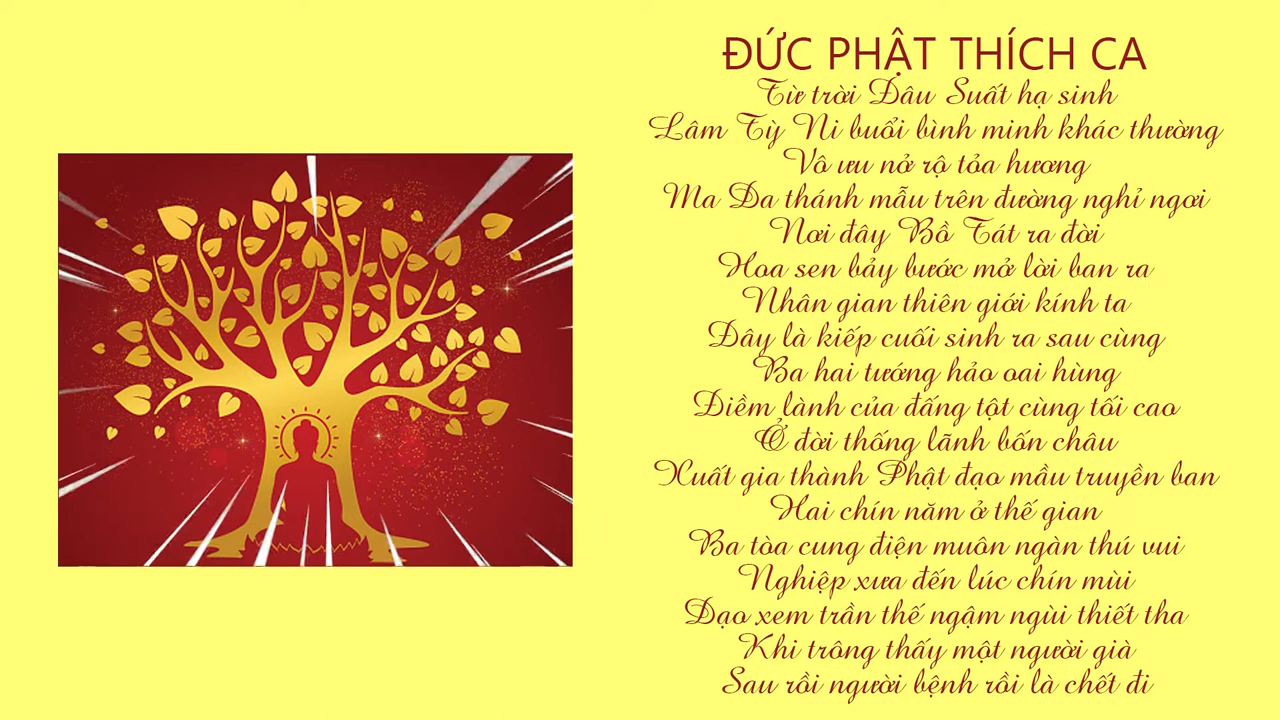 ĐỨC PHẬT THÍCH CA
Từ trời Đâu Suất hạ sinh
Lâm Tỳ Ni buổi bình minh khác thường
Vô ưu nở rộ tỏa hương
Ma Da thánh mẫu trên đường nghỉ ngơi
Nơi đây Bồ Tát ra đời
Hoa sen bảy bước mở lời ban ra
Nhân gian thiên giới kính ta
Đây là kiếp cuối sinh ra sau cùng
Ba hai tướng hảo oai hùng
Điềm lành của đấng tột cùng tối cao
Ở đời thống lãnh bốn châu
Xuất gia thành Phật đạo mầu truyền ban
Hai chín năm ở thế gian
Ba tòa cung điện muôn ngàn thú vui
Nghiệp xưa đến lúc chín mùi
Dạo xem trần thế ngậm ngùi thiết tha
Khi trông thấy một người già
Sau rồi người bệnh rồi là chết đi